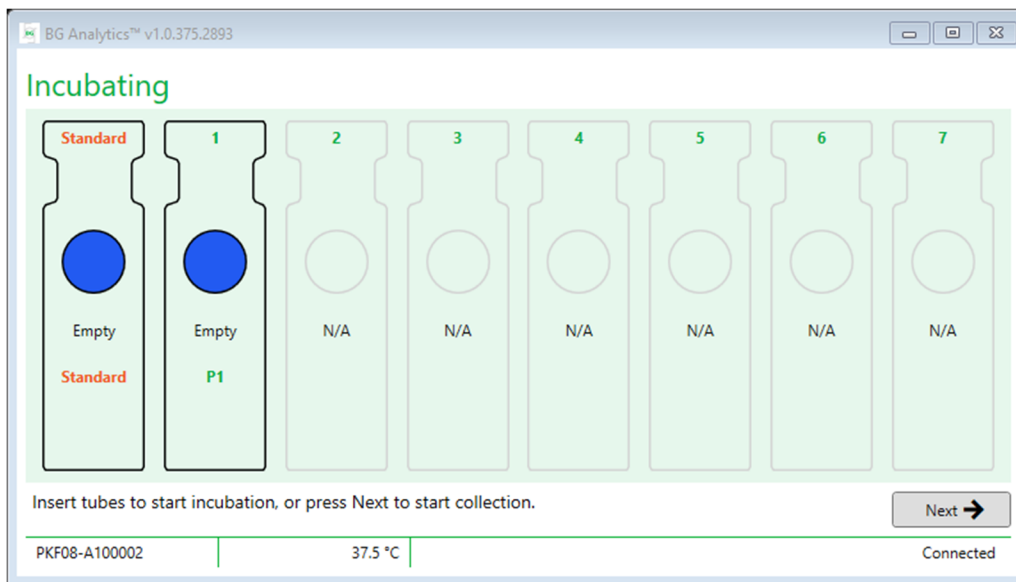 BG Analytics™ v1.0.375.2893
Incubating
Standard 1 2 3 4 5 6 7
Empty Empty N/A N/A N/A N/A N/A N/A
Standard P1
Insert tubes to start incubation, or press Next to start collection.
Next
PKF08-A100002 37.5 °C Connected